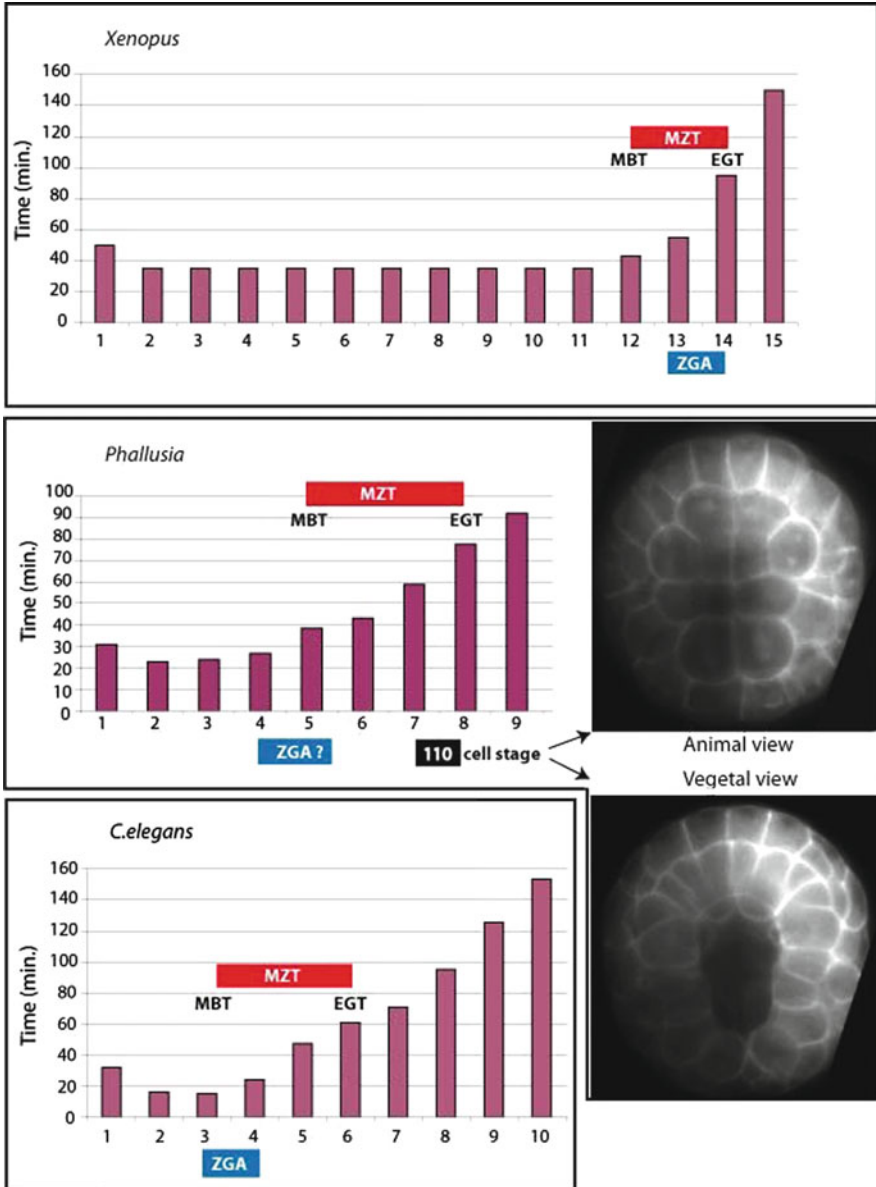 Xenopus
160
140
120
100
80
60
40
20
0
Time (min.)
MZT
MBT EGT
1 2 3 4 5 6 7 8 9 10 11 12 13 14 15
ZGA
Phallusia
100
90
80
70
60
50
40
30
20
10
0
Time (min.)
MZT
MBT EGT
1 2 3 4 5 6 7 8 9
ZGA ? 110 cell stage
Animal view
Vegetal view
C.elegans
160
140
120
100
80
60
40
20
0
Time (min.)
MZT
MBT EGT
1 2 3 4 5 6 7 8 9 10
ZGA